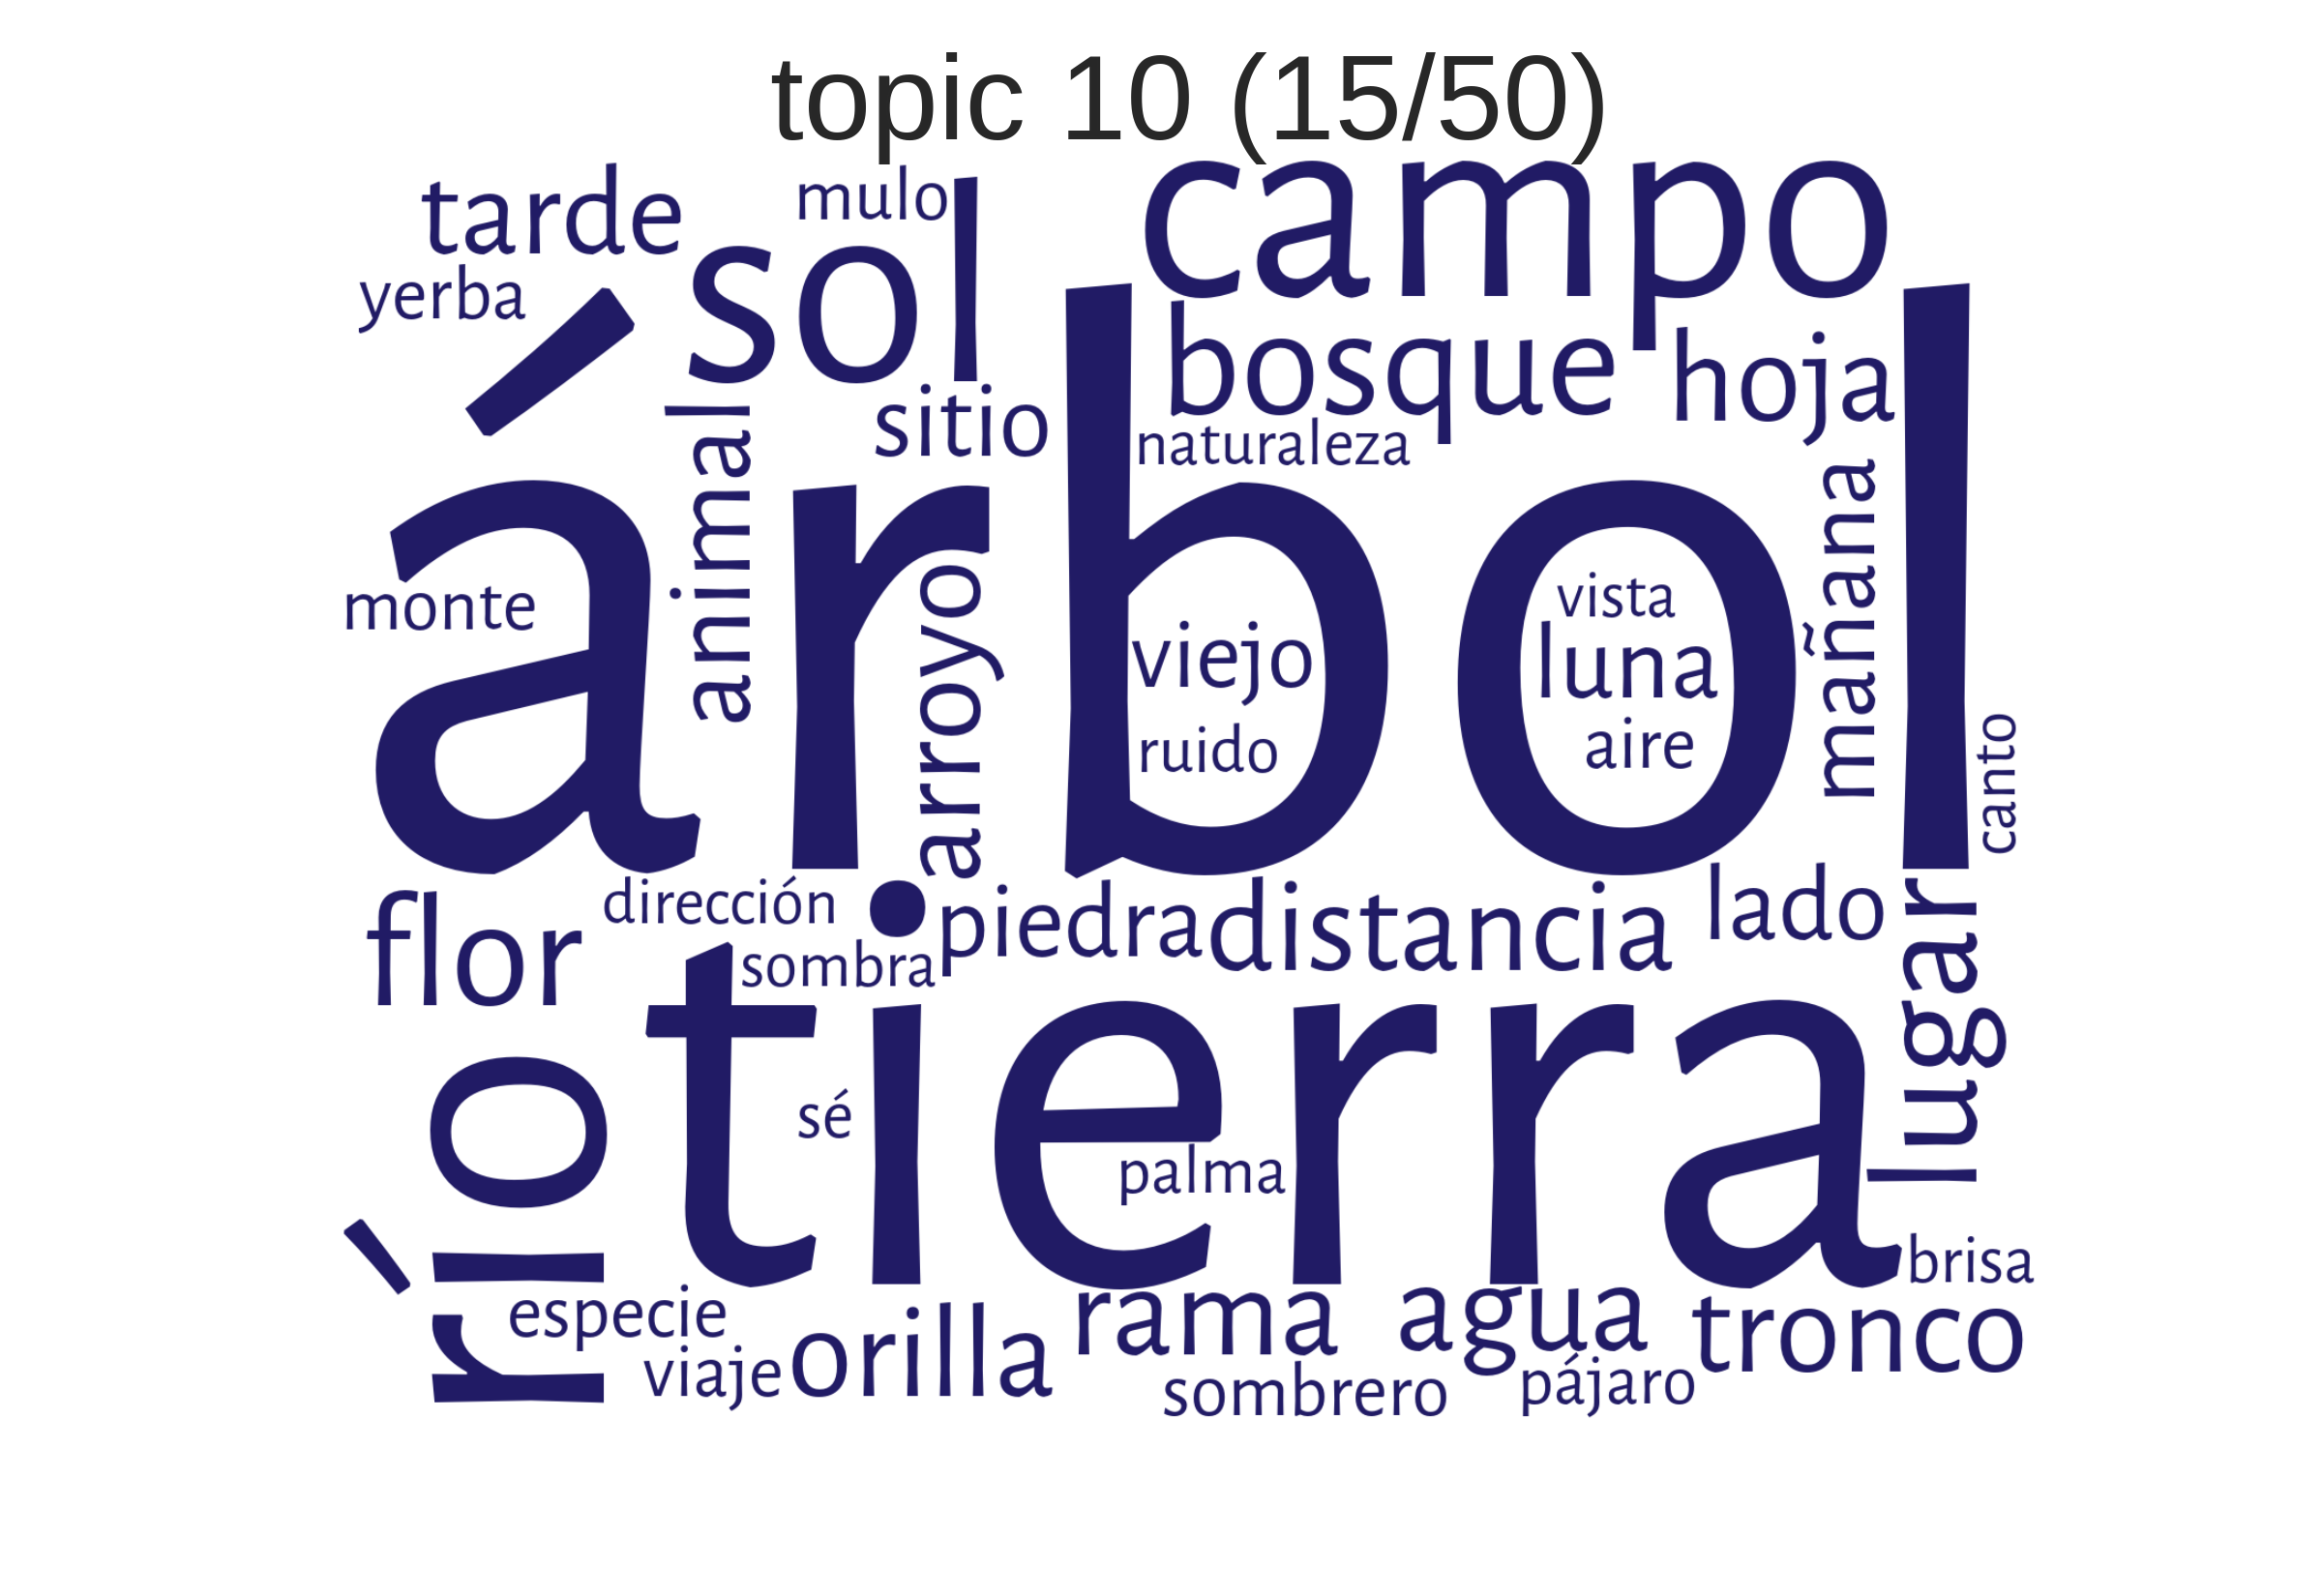 topic 10 (15/50)
tarde
mulo
campo
yerba
sol
bosque
hoja
sitio
naturaleza
animal
árbol
monte
arroyo
viejo
ruido
vista
luna
aire
mañana
canto
flor
dirección
sombra
piedra
distancia
lado
lugar
río
tierra
sé
palma
brisa
especie
viaje
orilla
rama
agua
tronco
sombrero
pájaro